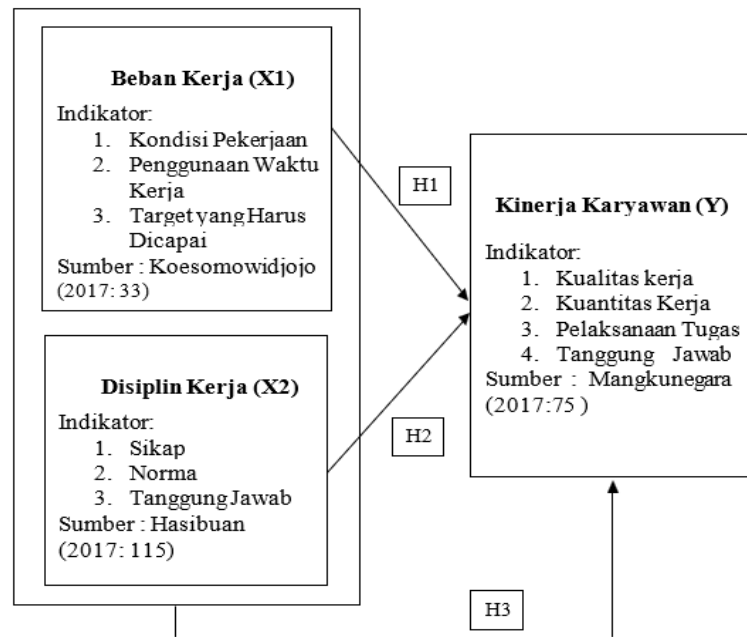 Beban Kerja (X1)
Indikator:
1. Kondisi Pekerjaan
2. Penggunaan Waktu
Kerja
3. Target yang Harus
Dicapai
Sumber : Koesomowidjojo
(2017: 33)
H1
Disiplin Kerja (X2)
Indikator:
1. Sikap
2. Norma
3. Tanggung Jawab
Sumber : Hasibuan
(2017: 115)
H2
Kinerja Karyawan (Y)
Indikator:
1. Kualitas kerja
2. Kuantitas Kerja
3. Pelaksanaan Tugas
4. Tanggung Jawab
Sumber : Mangkunegara
(2017:75 )
H3